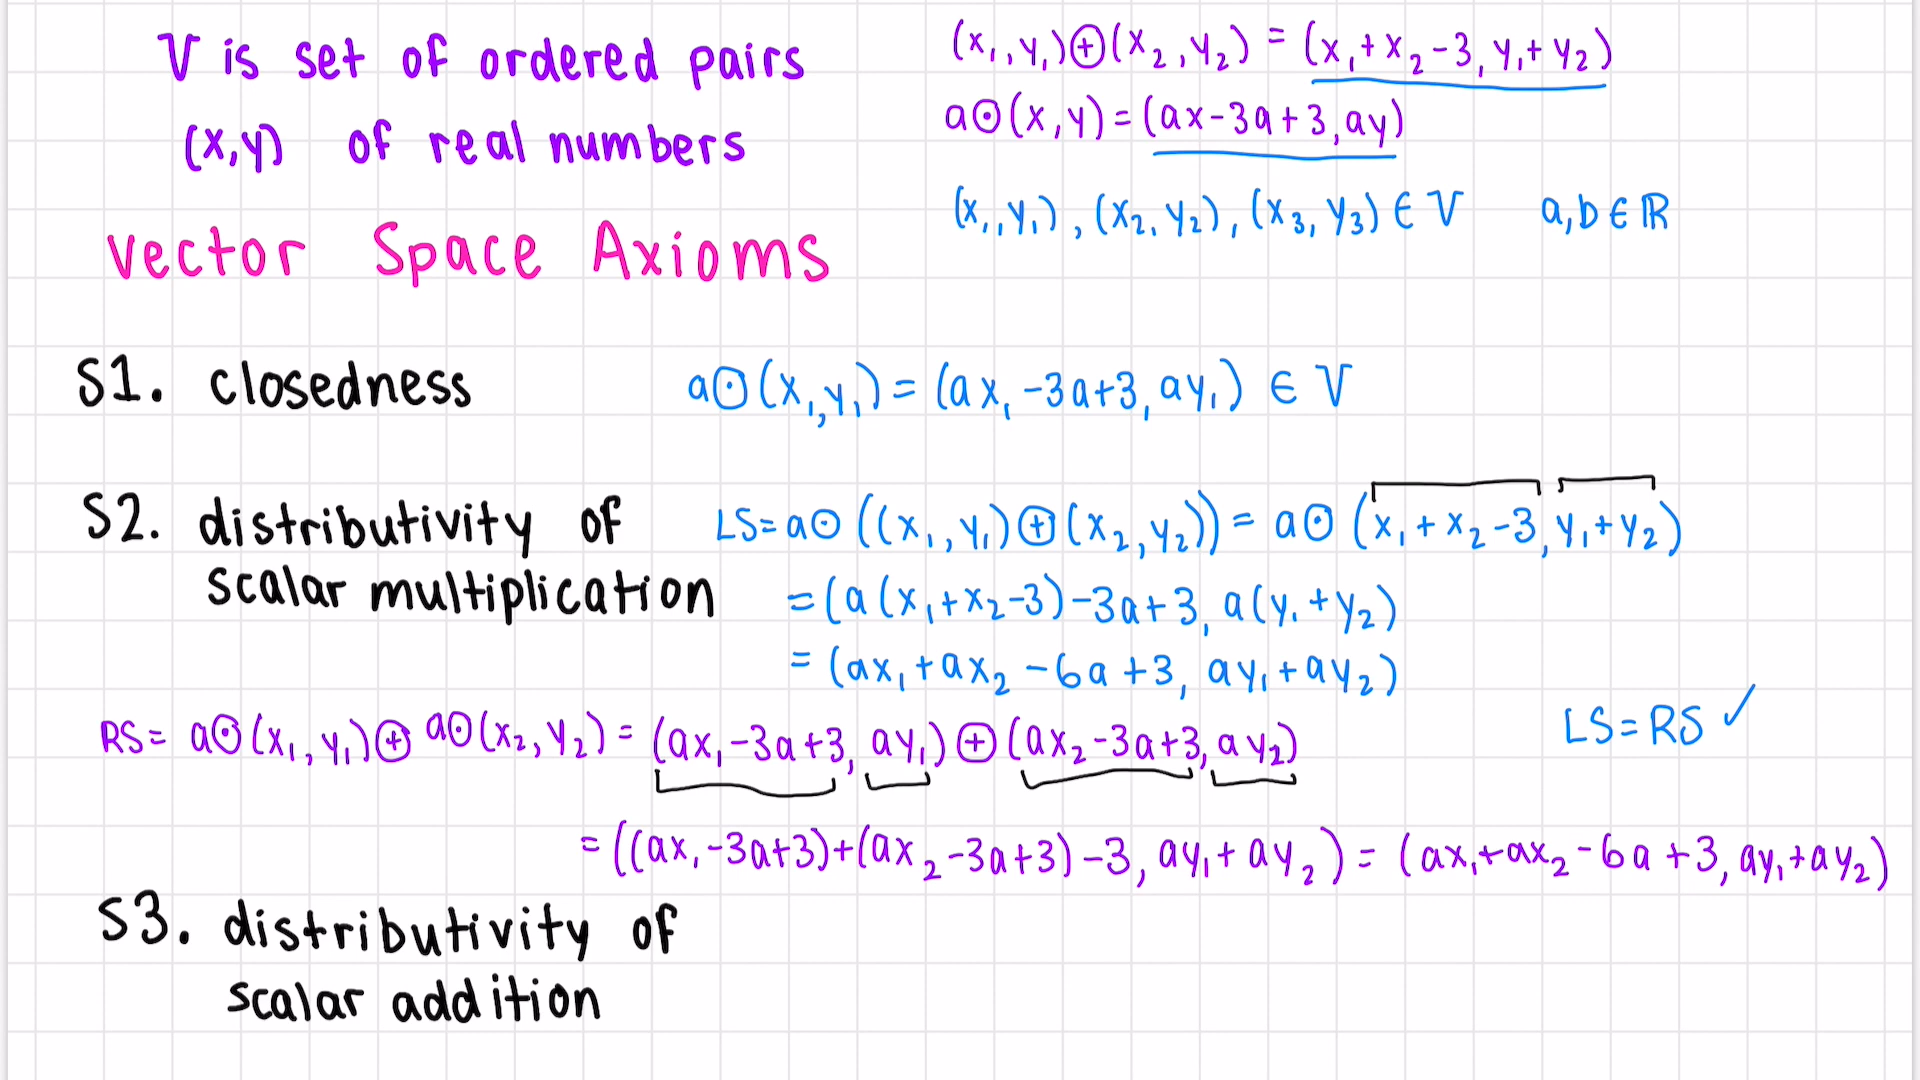 V is set of ordered pairs
(x,y) of real numbers
(x₁,y₁)⊕(x₂,y₂) = (x₁+x₂-3, y₁+y₂)
a⊙(x,y) = (ax-3a+3, ay)
(x₁,y₁), (x₂,y₂), (x₃,y₃) ∈ V a,b ∈ ℝ
vector Space Axioms
S1. closedness
a⊙(x₁,y₁) = (ax₁-3a+3, ay₁) ∈ V
S2. distributivity of
scalar multiplication
LS= a⊙((x₁,y₁)⊕(x₂,y₂)) = a⊙(x₁+x₂-3, y₁+y₂)
=(a(x₁+x₂-3)-3a+3, a(y₁+y₂)
= (ax₁+ax₂-6a+3, ay₁+ay₂)
RS= a⊙(x₁,y₁)⊕a⊙(x₂,y₂) = (ax₁-3a+3, ay₁)⊕(ax₂-3a+3, ay₂)
LS=RS ✓
= ((ax₁-3a+3)+(ax₂-3a+3)-3, ay₁+ay₂) = (ax₁+ax₂-6a+3, ay₁+ay₂)
S3. distributivity of
scalar addition